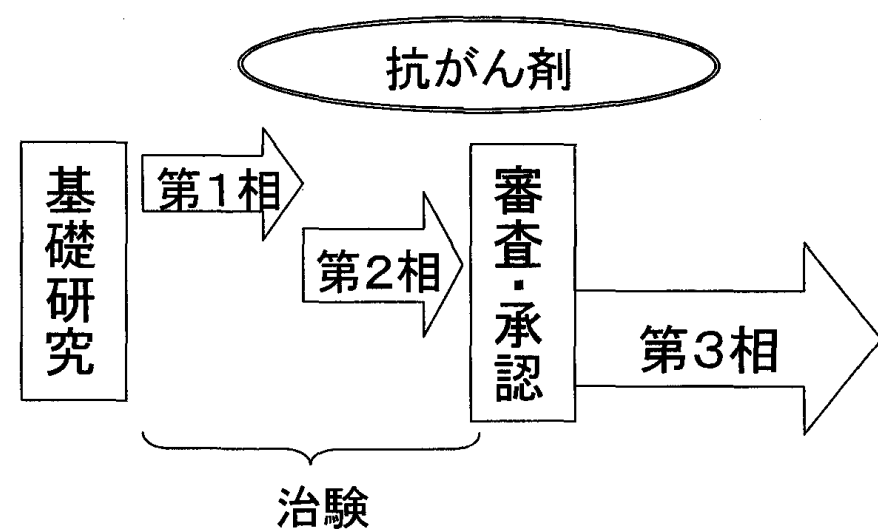 抗がん剤
基礎研究
第1相
第2相
審査・承認
第3相
治験